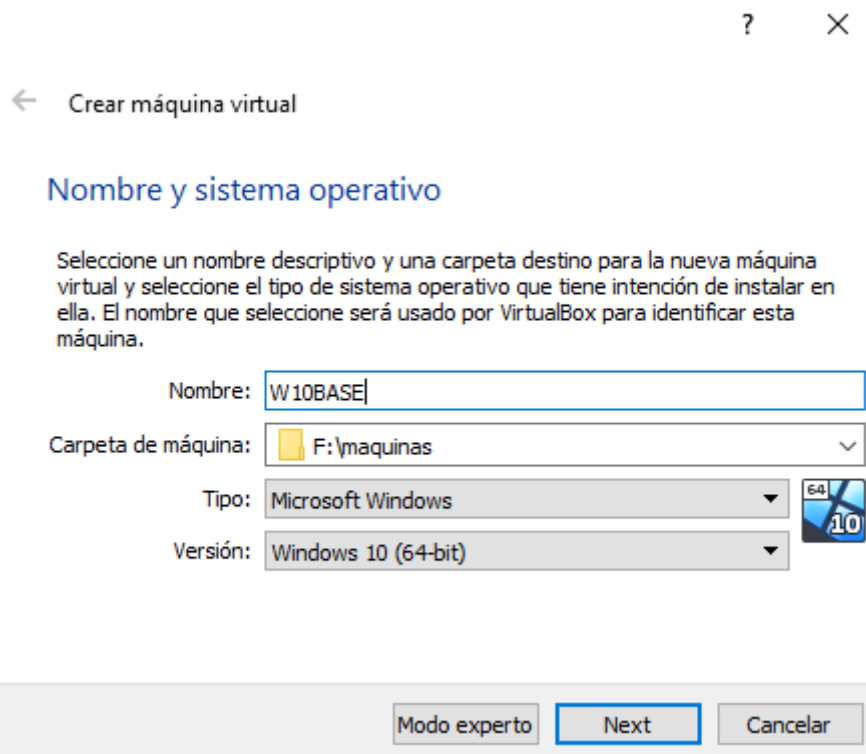 ?
Crear máquina virtual
Nombre y sistema operativo
Seleccione un nombre descriptivo y una carpeta destino para la nueva máquina
virtual y seleccione el tipo de sistema operativo que tiene intención de instalar en
ella. El nombre que seleccione será usado por VirtualBox para identificar esta
máquina.
Nombre: W10BASE
Carpeta de máquina: F:\maquinas
Tipo: Microsoft Windows
64
10
Versión: Windows 10 (64-bit)
Modo experto Next Cancelar